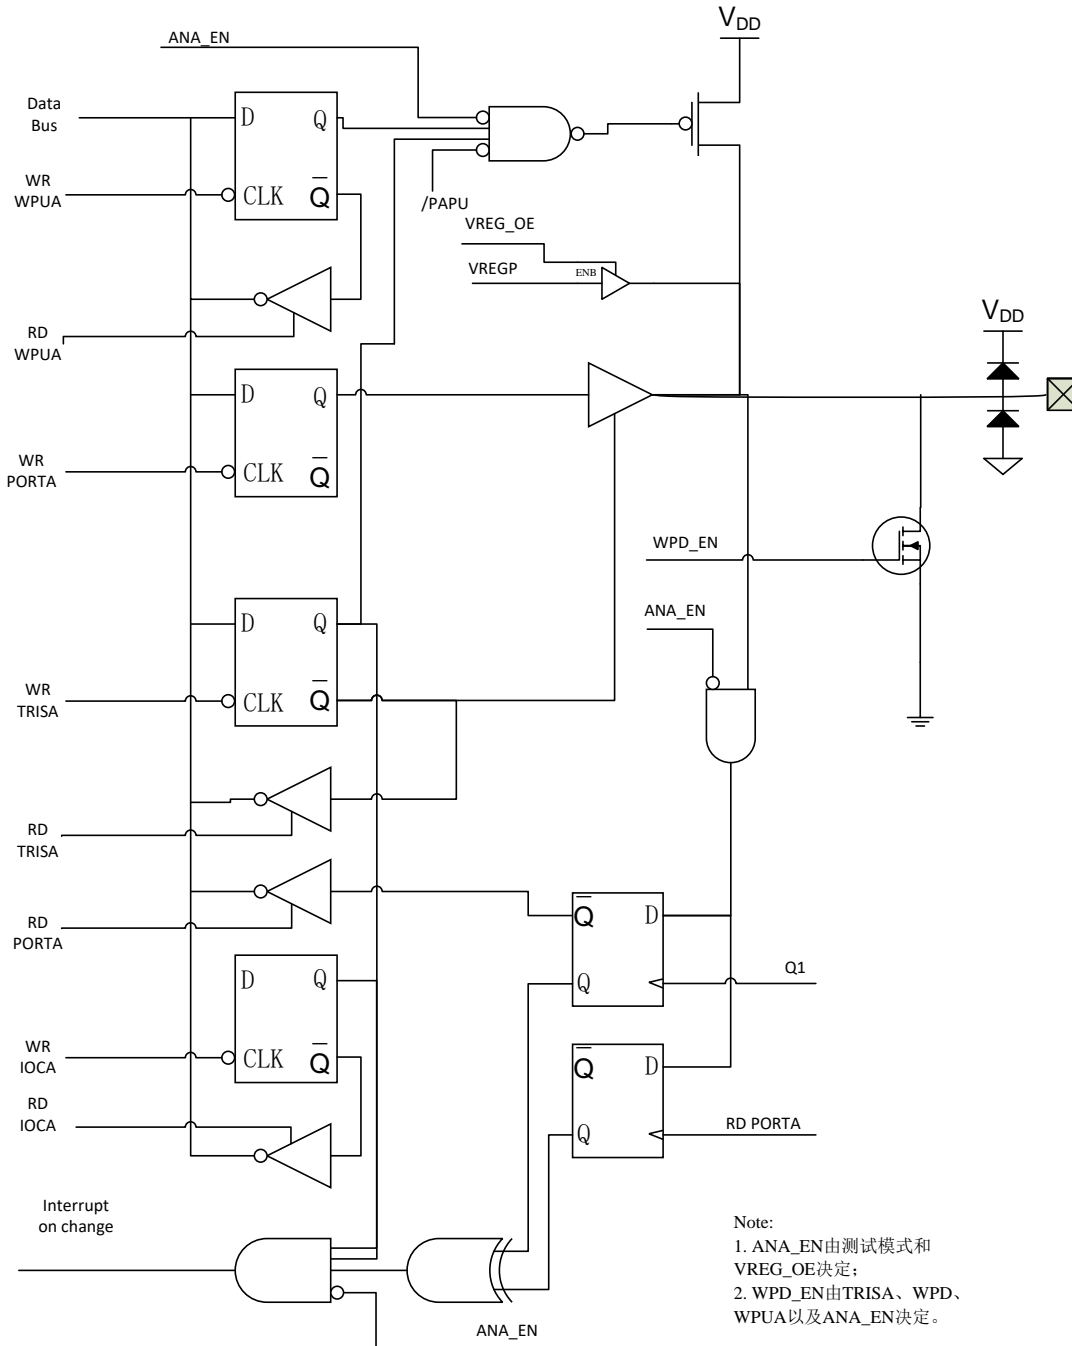 ANA_EN
V_DD
Data
Bus
D
Q
WR
WPUA
CLK
Q
/PAPU
VREG_OE
VREGP
ENB
RD
WPUA
V_DD
D
Q
WR
PORTA
CLK
Q
WPD_EN
ANA_EN
D
Q
WR
TRISA
CLK
Q
RD
TRISA
RD
PORTA
Q
D
Q
Q1
D
Q
WR
IOCA
CLK
Q
RD
IOCA
Q
D
Q
RD PORTA
Interrupt
on change
ANA_EN
Note:
1. ANA_EN由测试模式和
VREG_OE决定；
2. WPD_EN由TRISA、WPD、
WPUA以及ANA_EN决定。